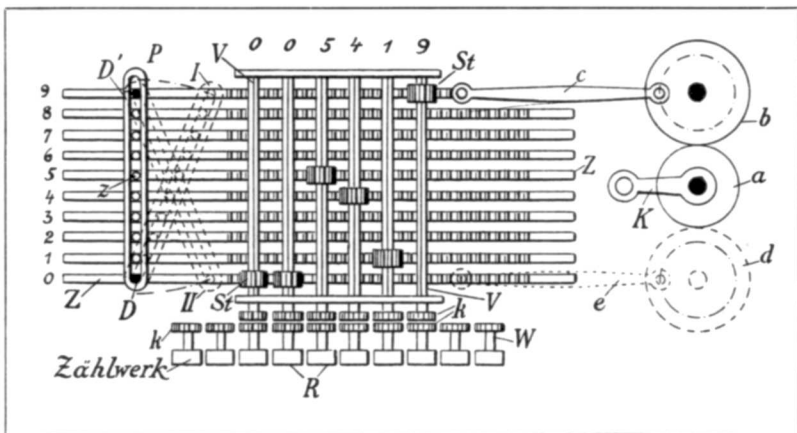 V 0 0 5 4 1 9
D' P I St c
9
8 b
7
6
5 z Z a
4 K
3
2
1 d
0 Z D II St V e
k k W
Zählwerk R